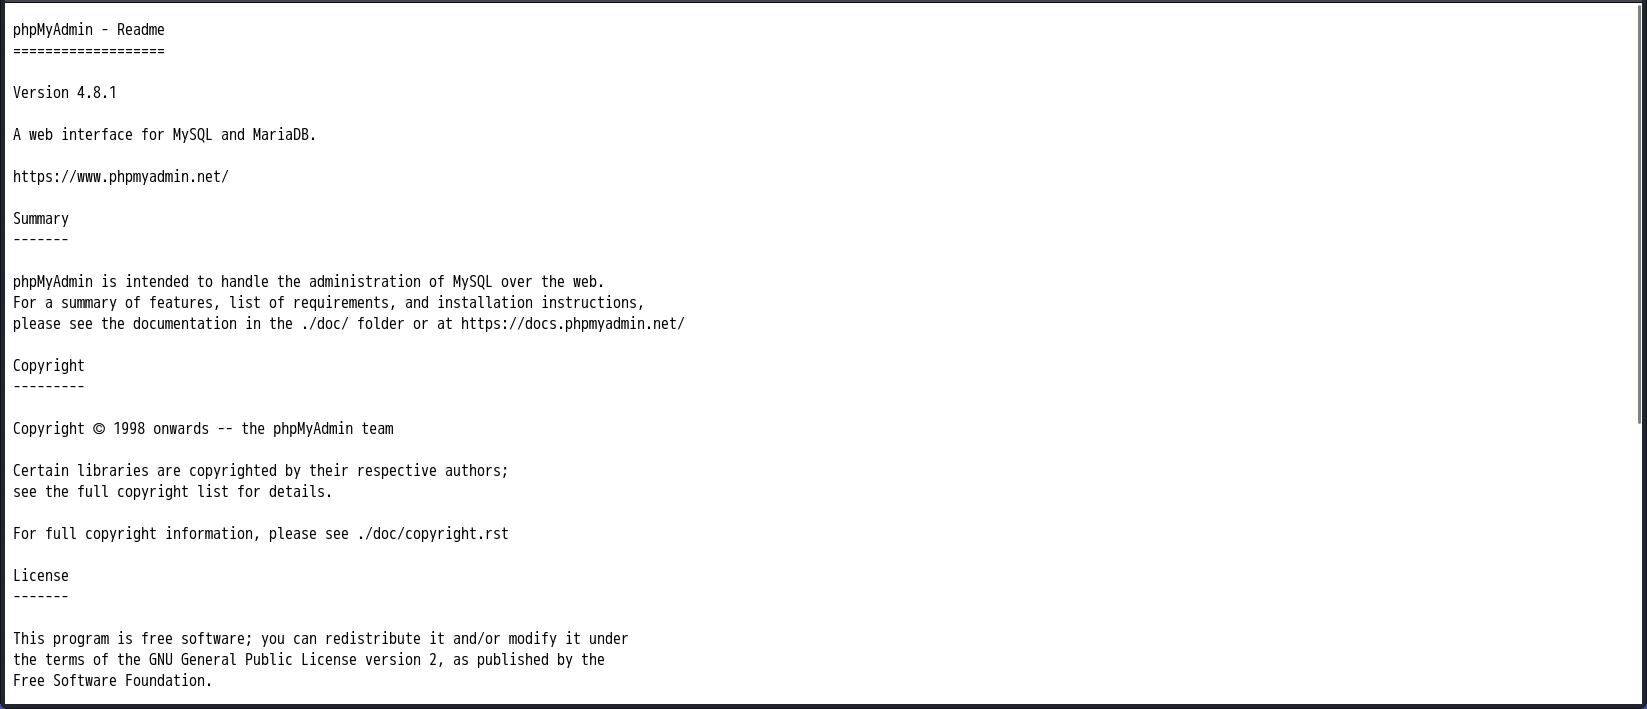 phpMyAdmin - Readme
===================
Version 4.8.1
A web interface for MySQL and MariaDB.
https://www.phpmyadmin.net/
Summary
-------
phpMyAdmin is intended to handle the administration of MySQL over the web.
For a summary of features, list of requirements, and installation instructions,
please see the documentation in the ./doc/ folder or at https://docs.phpmyadmin.net/
Copyright
---------
Copyright © 1998 onwards -- the phpMyAdmin team
Certain libraries are copyrighted by their respective authors;
see the full copyright list for details.
For full copyright information, please see ./doc/copyright.rst
License
-------
This program is free software; you can redistribute it and/or modify it under
the terms of the GNU General Public License version 2, as published by the
Free Software Foundation.